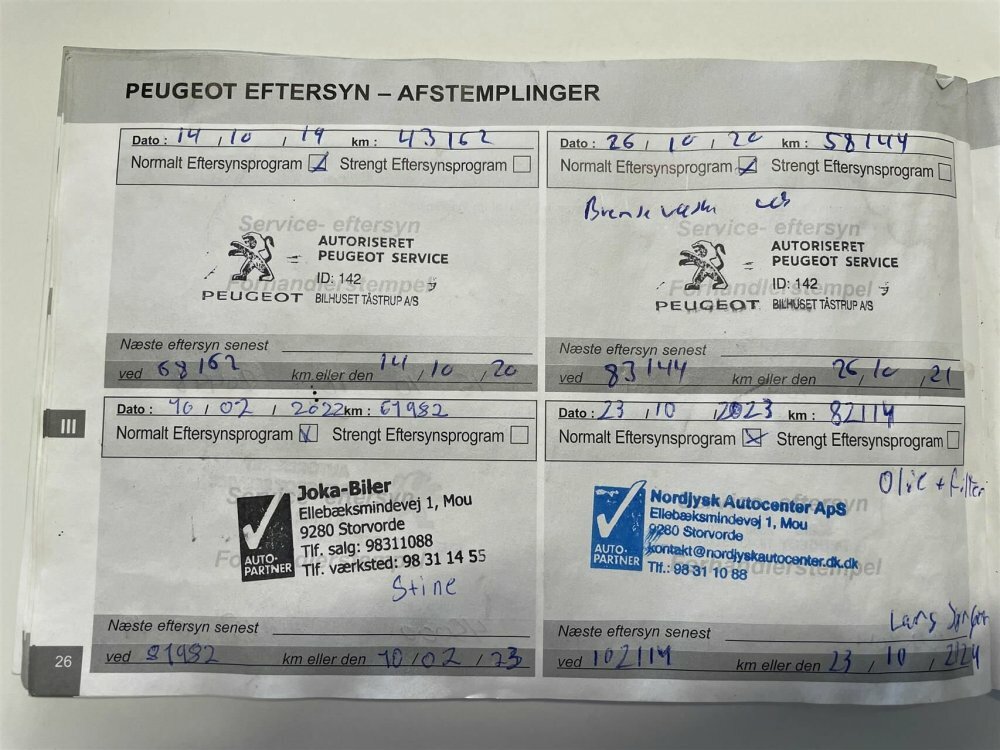 PEUGEOT EFTERSYN – AFSTEMPLINGER
Dato : 14 / 10 / 19 km : 43162
Normalt Eftersynsprogram Strengt Eftersynsprogram
Service- eftersyn
AUTORISERET
PEUGEOT SERVICE
ID: 142
Forhandlerstempel
PEUGEOT BILHUSET TÅSTRUP A/S
Næste eftersyn senest
ved 68162 km eller den 14 / 10 / 20
Dato : 26 / 10 / 20 km : 58144
Normalt Eftersynsprogram Strengt Eftersynsprogram
Bremsevæske
Service- eftersyn
AUTORISERET
PEUGEOT SERVICE
ID: 142
Forhandlerstempel
PEUGEOT BILHUSET TÅSTRUP A/S
Næste eftersyn senest
ved 83144 km eller den 26 / 10 / 21
III
Dato : 10 / 02 / 2022 km : 61982
Normalt Eftersynsprogram Strengt Eftersynsprogram
Joka-Biler
Ellebæksmindevej 1, Mou
9280 Storvorde
Tlf. salg: 98311088
Tlf. værksted: 98 31 14 55
AUTO-
PARTNER
Stine
Næste eftersyn senest
ved 81982 km eller den 10 / 02 / 23
Dato : 23 / 10 / 2023 km : 82114
Normalt Eftersynsprogram Strengt Eftersynsprogram
Olie + filter
Nordjysk Autocenter ApS
Ellebæksmindevej 1, Mou
9280 Storvorde
kontakt@nordjyskautocenter.dk.dk
Tlf.: 98 31 10 88
AUTO-
PARTNER
Forhandlerstempel
Lars
Næste eftersyn senest
ved 102114 km eller den 23 / 10 / 2124
26